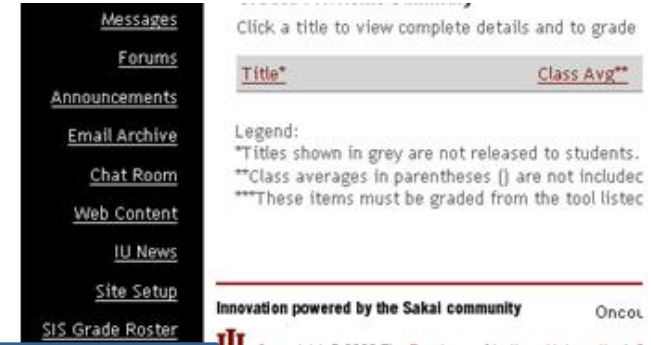 Messages
Forums
Announcements
Email Archive
Chat Room
Web Content
IU News
Site Setup
SIS Grade Roster
Click a title to view complete details and to grade
Title* Class Avg**
Legend:
*Titles shown in grey are not released to students.
**Class averages in parentheses () are not included
***These items must be graded from the tool listed
Innovation powered by the Sakai community Oncou